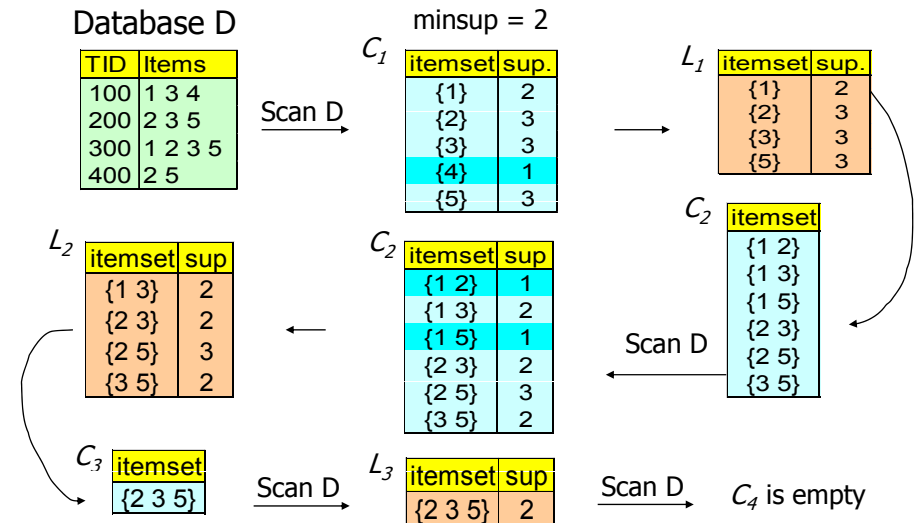 Database D
minsup = 2
TID Items
100 1 3 4
200 2 3 5
300 1 2 3 5
400 2 5
Scan D
C1
itemset sup.
{1} 2
{2} 3
{3} 3
{4} 1
{5} 3
L1
itemset sup.
{1} 2
{2} 3
{3} 3
{5} 3
C2
itemset
{1 2}
{1 3}
{1 5}
{2 3}
{2 5}
{3 5}
Scan D
C2
itemset sup
{1 2} 1
{1 3} 2
{1 5} 1
{2 3} 2
{2 5} 3
{3 5} 2
L2
itemset sup
{1 3} 2
{2 3} 2
{2 5} 3
{3 5} 2
C3
itemset
{2 3 5}
Scan D
L3
itemset sup
{2 3 5} 2
Scan D
C4 is empty